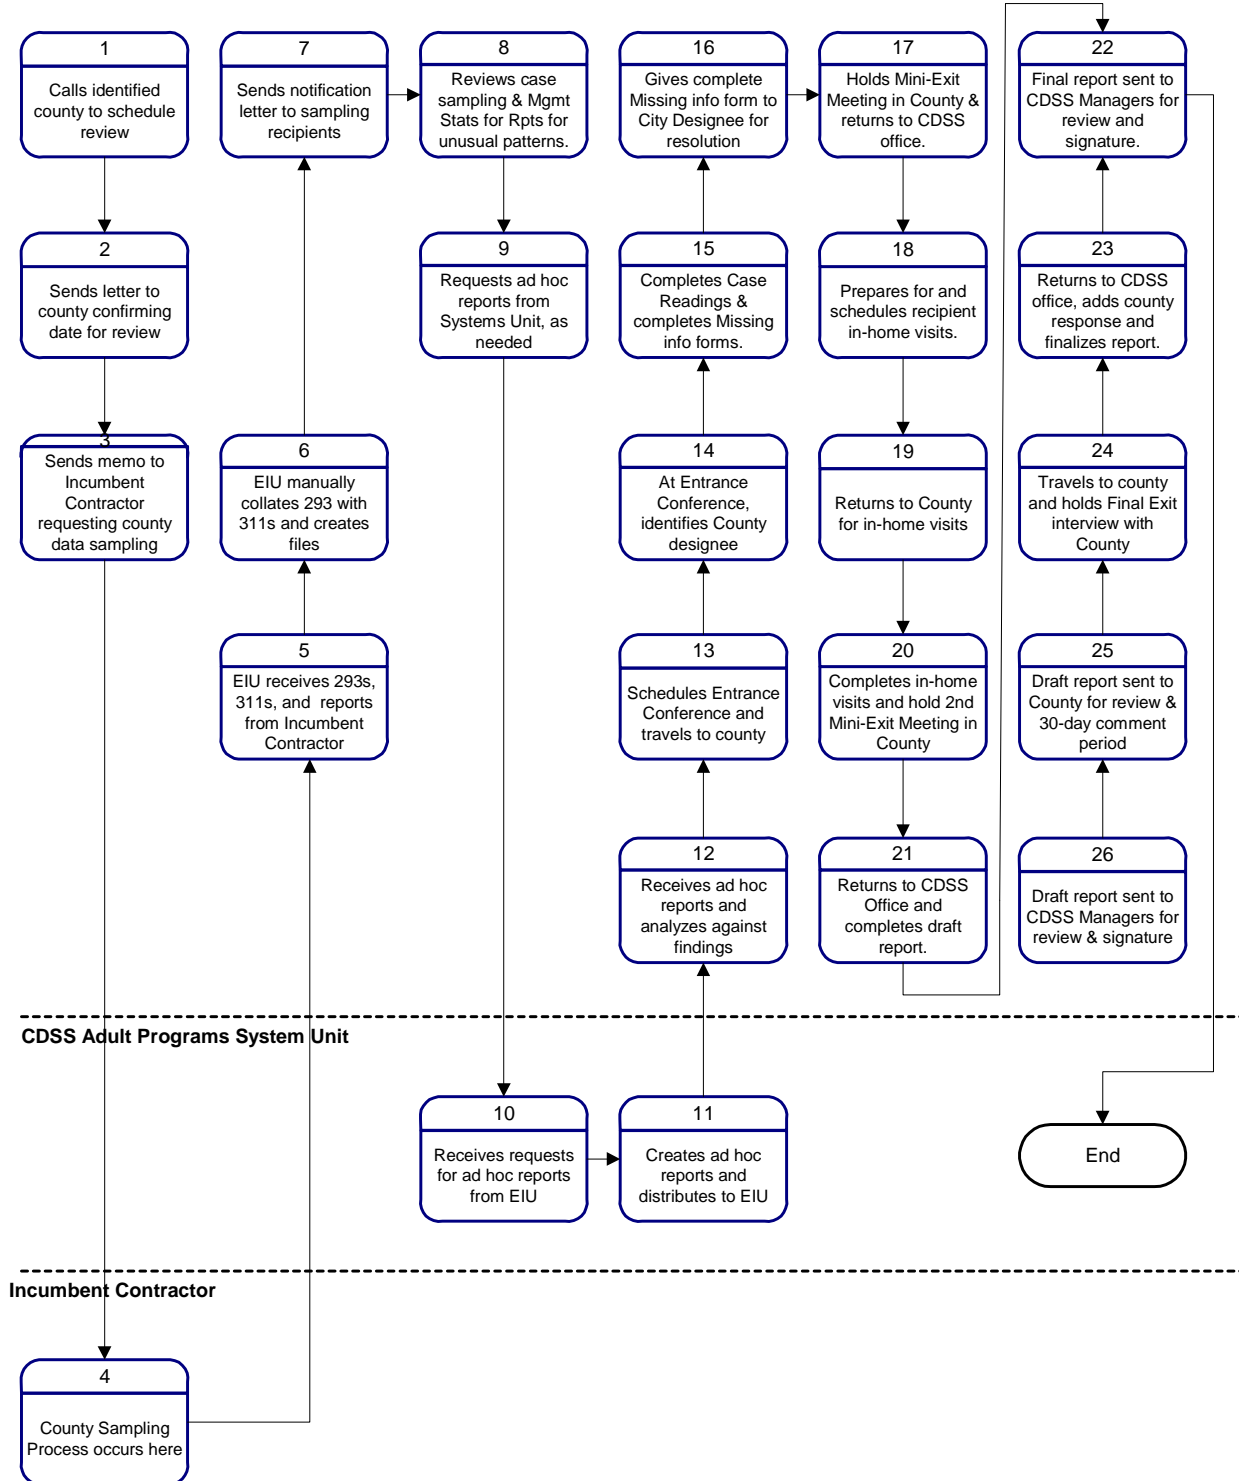 1
Calls identified
county to schedule
review
2
Sends letter to
county confirming
date for review
3
Sends memo to
Incumbent
Contractor
requesting county
data sampling
4
County Sampling
Process occurs here
5
EIU receives 293s,
311s, and reports
from Incumbent
Contractor
6
EIU manually
collates 293 with
311s and creates
files
7
Sends notification
letter to sampling
recipients
8
Reviews case
sampling & Mgmt
Stats for Rpts for
unusual patterns.
9
Requests ad hoc
reports from
Systems Unit, as
needed
10
Receives requests
for ad hoc reports
from EIU
11
Creates ad hoc
reports and
distributes to EIU
12
Receives ad hoc
reports and
analyzes against
findings
13
Schedules Entrance
Conference and
travels to county
14
At Entrance
Conference,
identifies County
designee
15
Completes Case
Readings &
completes Missing
info forms.
16
Gives complete
Missing info form to
City Designee for
resolution
17
Holds Mini-Exit
Meeting in County &
returns to CDSS
office.
18
Prepares for and
schedules recipient
in-home visits.
19
Returns to County
for in-home visits
20
Completes in-home
visits and hold 2nd
Mini-Exit Meeting in
County
21
Returns to CDSS
Office and
completes draft
report.
22
Final report sent to
CDSS Managers for
review and
signature.
23
Returns to CDSS
office, adds county
response and
finalizes report.
24
Travels to county
and holds Final Exit
interview with
County
25
Draft report sent to
County for review &
30-day comment
period
26
Draft report sent to
CDSS Managers for
review & signature
CDSS Adult Programs System Unit
End
Incumbent Contractor